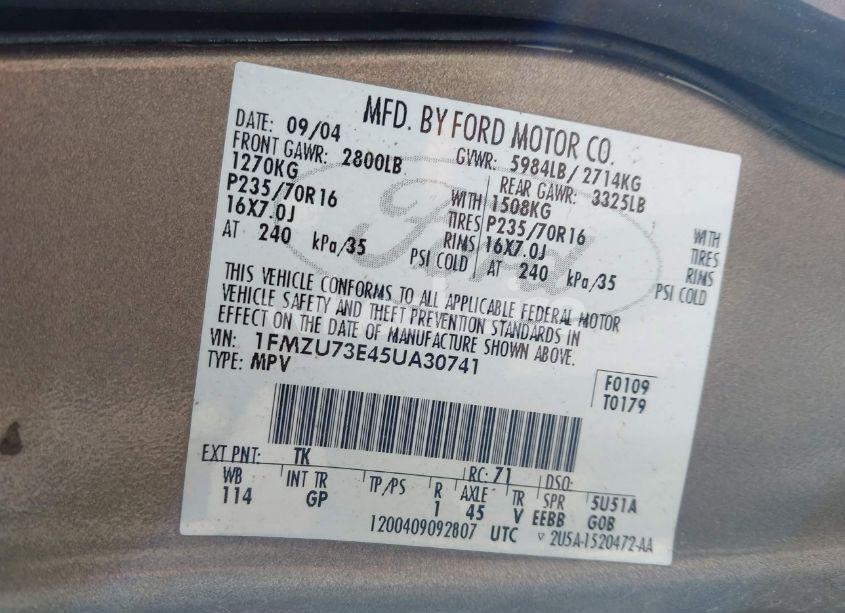 MFD. BY FORD MOTOR CO.
DATE: 09/04 GVWR: 5984LB/2714KG
FRONT GAWR: 2800LB REAR GAWR: 3325LB
1270KG WITH 1508KG WITH
P235/70R16 TIRES P235/70R16 TIRES
16X7.0J RIMS 16X7.0J RIMS
AT 240 kPa/35 PSI COLD AT 240 kPa/35 PSI COLD
THIS VEHICLE CONFORMS TO ALL APPLICABLE FEDERAL MOTOR
VEHICLE SAFETY AND THEFT PREVENTION STANDARDS IN
EFFECT ON THE DATE OF MANUFACTURE SHOWN ABOVE.
VIN: 1FMZU73E45UA30741
TYPE: MPV
F0109
T0179
EXT PNT: TK RC: 71 DSO:
WB INT TR TP/PS R AXLE TR SPR 5U51A
114 GP 1 45 V EEBB GOB
1200409092807 UTC ▽ 2U5A-1520472-AA
Ford